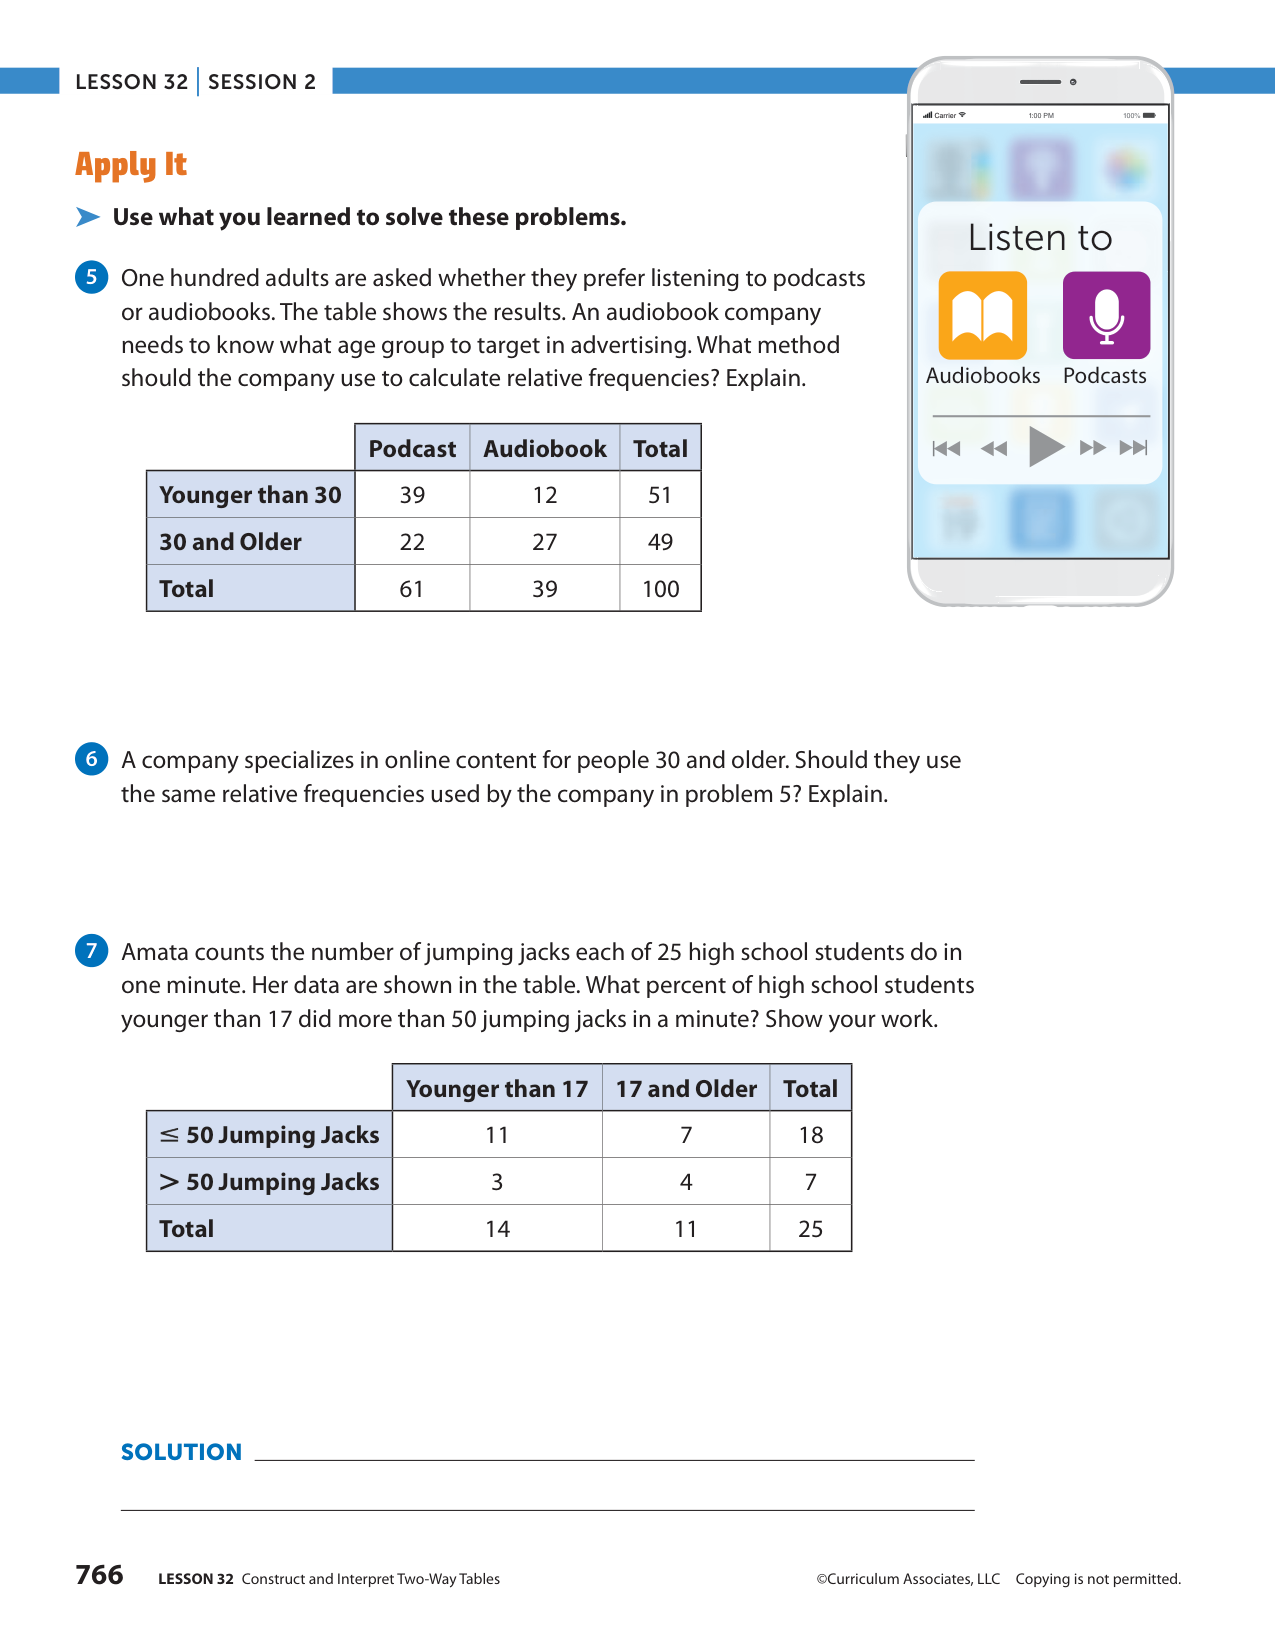 LESSON 32 | SESSION 2
Carrier 1:00 PM 100%
Apply It
Use what you learned to solve these problems.
Listen to
Audiobooks Podcasts
5 One hundred adults are asked whether they prefer listening to podcasts
or audiobooks. The table shows the results. An audiobook company
needs to know what age group to target in advertising. What method
should the company use to calculate relative frequencies? Explain.
Podcast Audiobook Total
Younger than 30 39 12 51
30 and Older 22 27 49
Total 61 39 100
6 A company specializes in online content for people 30 and older. Should they use
the same relative frequencies used by the company in problem 5? Explain.
7 Amata counts the number of jumping jacks each of 25 high school students do in
one minute. Her data are shown in the table. What percent of high school students
younger than 17 did more than 50 jumping jacks in a minute? Show your work.
Younger than 17 17 and Older Total
≤ 50 Jumping Jacks 11 7 18
> 50 Jumping Jacks 3 4 7
Total 14 11 25
SOLUTION
766 LESSON 32 Construct and Interpret Two-Way Tables ©Curriculum Associates, LLC Copying is not permitted.